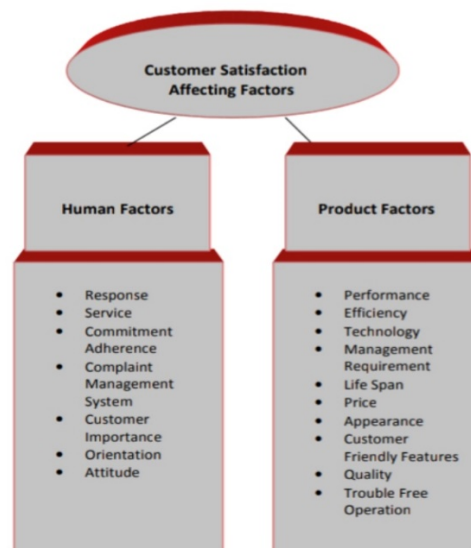 Customer Satisfaction
Affecting Factors
Human Factors
• Response
• Service
• Commitment
Adherence
• Complaint
Management
System
• Customer
Importance
• Orientation
• Attitude
Product Factors
• Performance
• Efficiency
• Technology
• Management
Requirement
• Life Span
• Price
• Appearance
• Customer
Friendly Features
• Quality
• Trouble Free
Operation